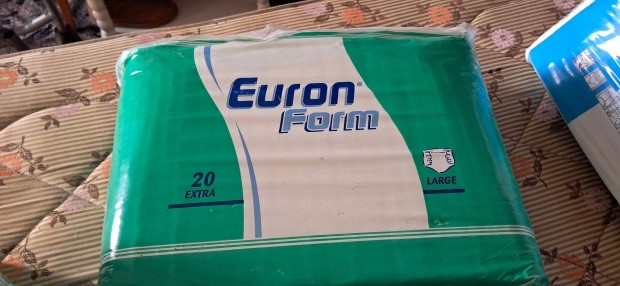 Euron®
Form
20
EXTRA
LARGE